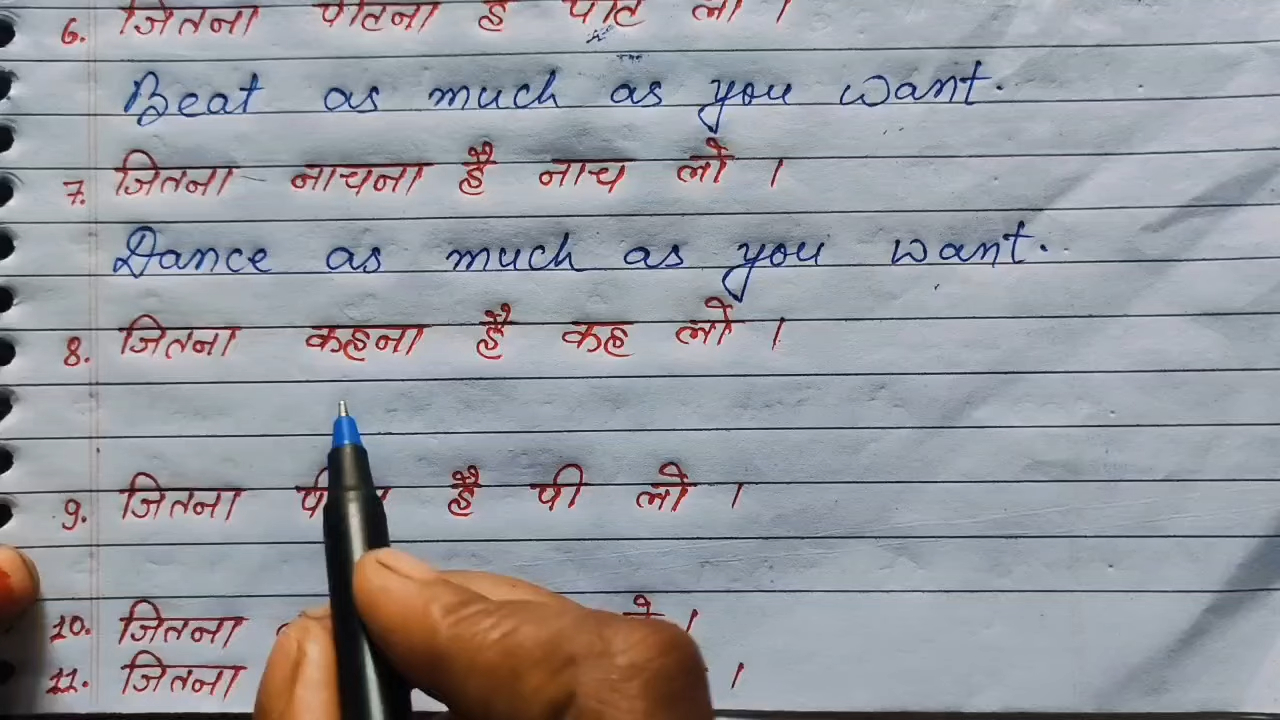 6. जितना पीटना है पीट लो ।
Beat as much as you want.
7. जितना नाचना है नाच लो ।
Dance as much as you want.
8. जितना कहना है कह लो ।
9. जितना है पी लो ।
10. जितना ।
11. जितना ।